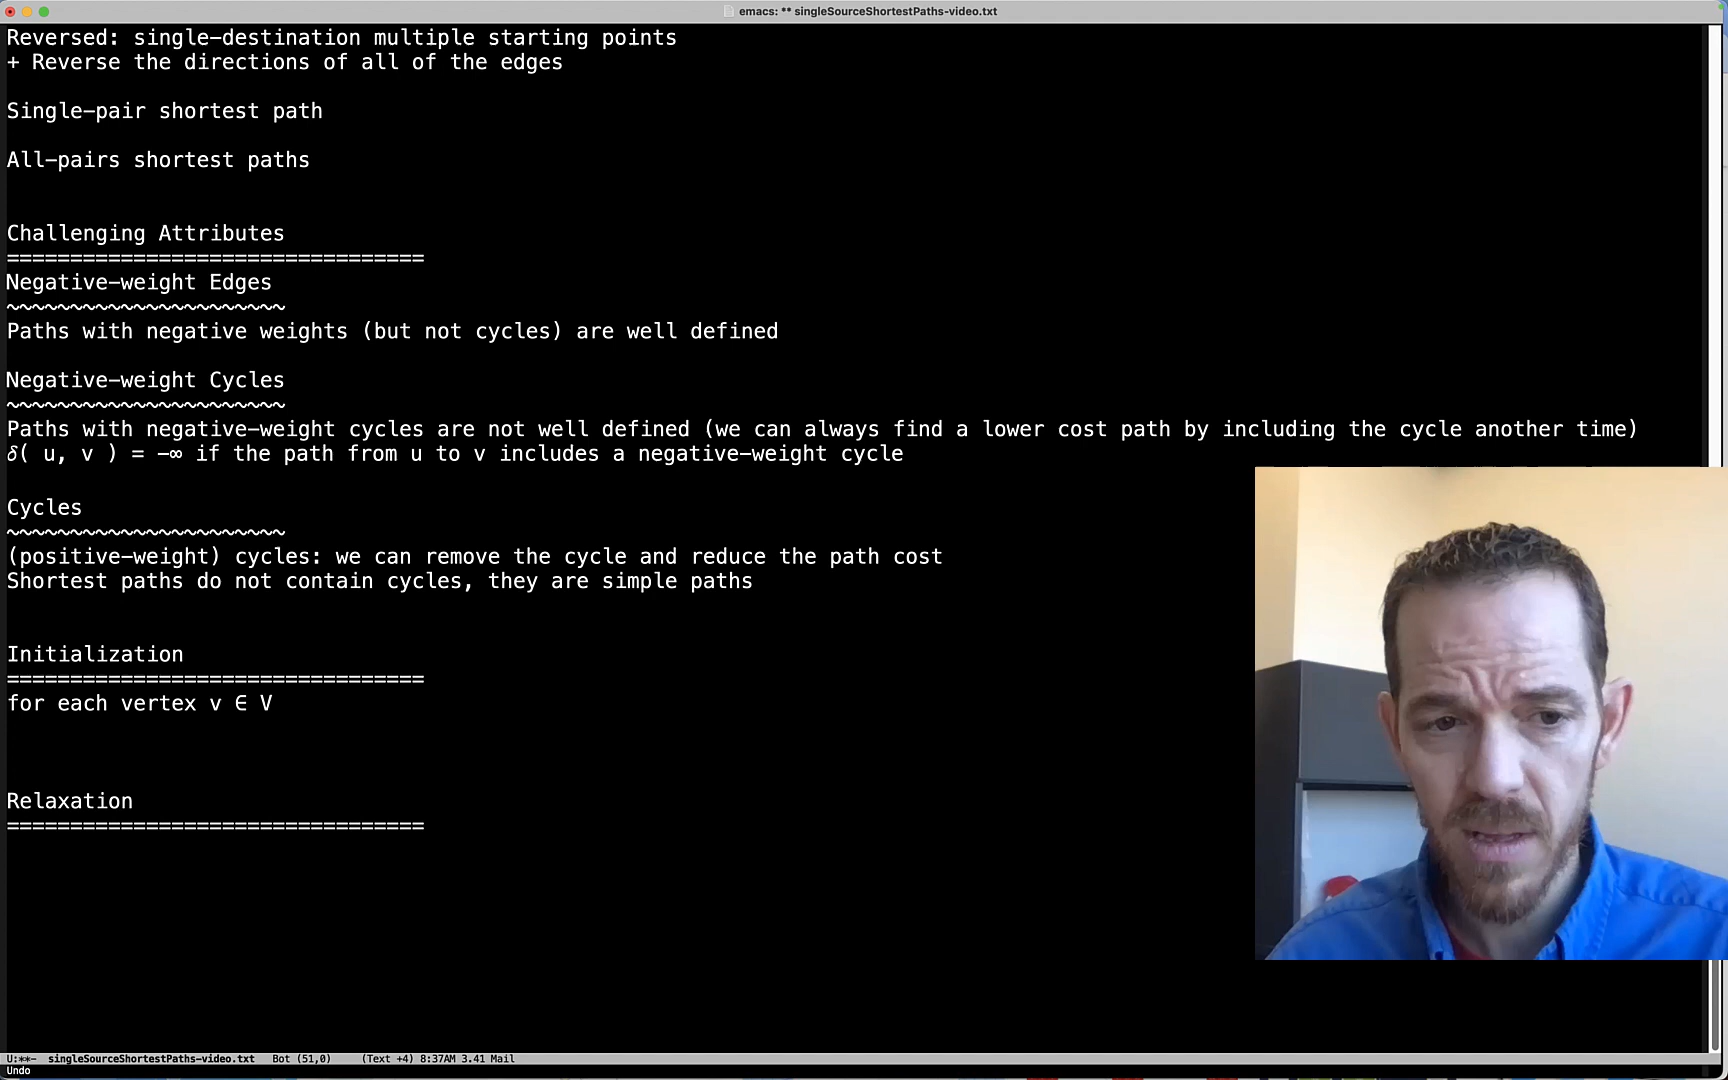 emacs: ** singleSourceShortestPaths-video.txt
Reversed: single-destination multiple starting points
+ Reverse the directions of all of the edges
Single-pair shortest path
All-pairs shortest paths
Challenging Attributes
=================================
Negative-weight Edges
~~~~~~~~~~~~~~~~~~~~~~
Paths with negative weights (but not cycles) are well defined
Negative-weight Cycles
~~~~~~~~~~~~~~~~~~~~~~
Paths with negative-weight cycles are not well defined (we can always find a lower cost path by including the cycle another time)
δ( u, v ) = -∞ if the path from u to v includes a negative-weight cycle
Cycles
~~~~~~~~~~~~~~~~~~~~~~
(positive-weight) cycles: we can remove the cycle and reduce the path cost
Shortest paths do not contain cycles, they are simple paths
Initialization
=================================
for each vertex v ∈ V
Relaxation
=================================
U:**- singleSourceShortestPaths-video.txt Bot (51,0) (Text +4) 8:37AM 3.41 Mail
Undo